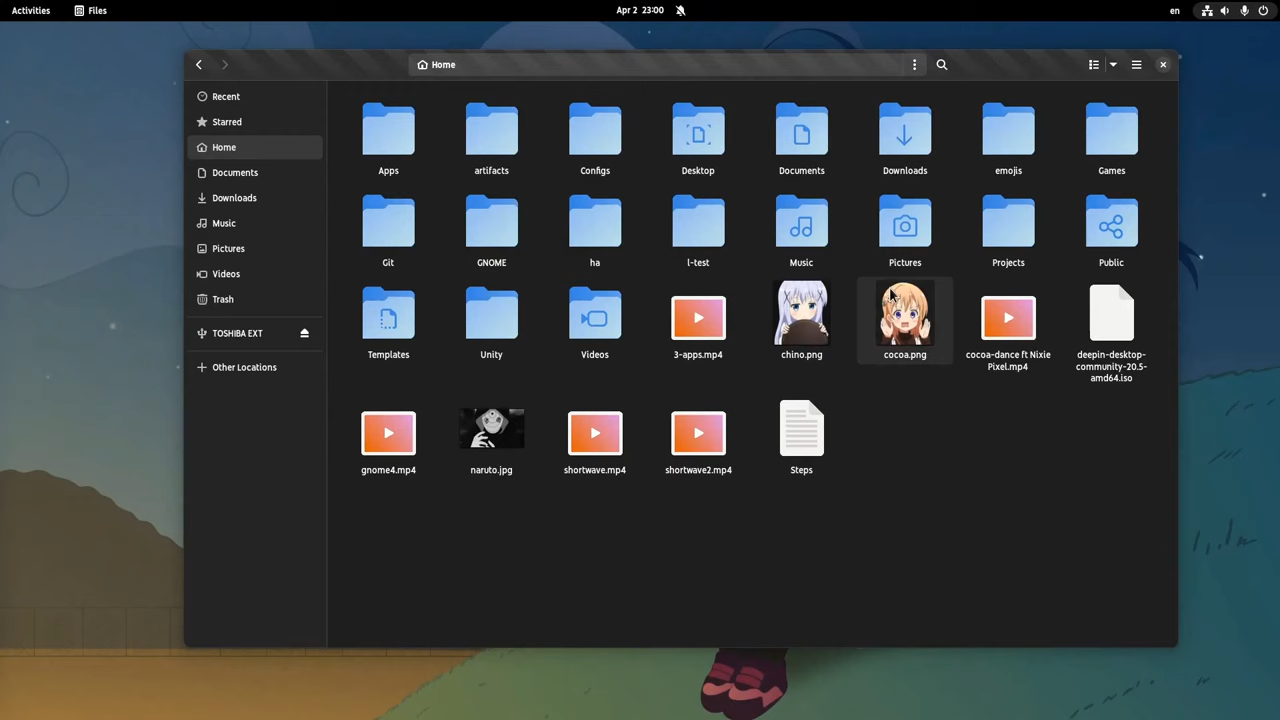 Activities Files Apr 2 23:00 en
Home
Recent
Starred
Home
Documents
Downloads
Music
Pictures
Videos
Trash
TOSHIBA EXT
Other Locations
Apps artifacts Configs Desktop Documents Downloads emojis Games
Git GNOME ha l-test Music Pictures Projects Public
Templates Unity Videos 3-apps.mp4 chino.png cocoa.png cocoa-dance ft Nixie deepin-desktop-
Pixel.mp4 community-20.5-
amd64.iso
gnome4.mp4 naruto.jpg shortwave.mp4 shortwave2.mp4 Steps